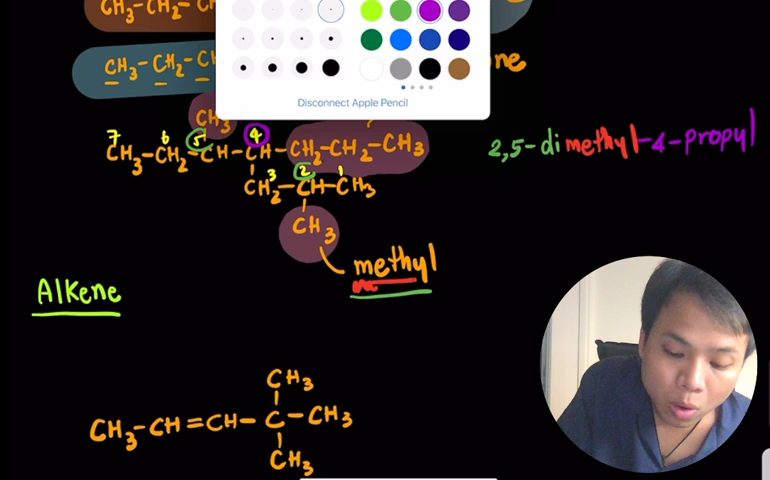 CH3-CH2-C
CH3-CH2-C
ne
Disconnect Apple Pencil
CH3
7 6 5 4
CH3-CH2-CH-CH-CH2-CH2-CH3
2,5-dimethyl-4-propyl
3 2 1
CH2-CH-CH3
CH3
methyl
Alkene
CH3
CH3-CH=CH-C-CH3
CH3